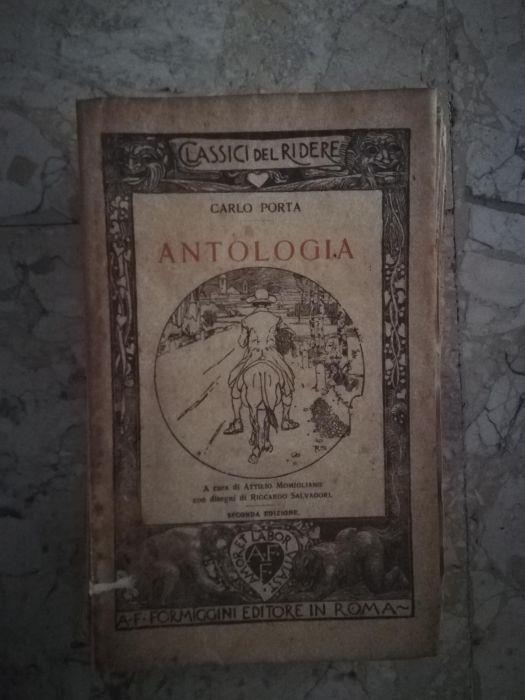 CLASSICI DEL RIDERE
CARLO PORTA
ANTOLOGIA
A cura di ATTILIO MOMIGLIANO
con disegni di RICCARDO SALVADORI.
SECONDA EDIZIONE.
AMOR ET LABOR VITAST
A F
F
A · F · FORMIGGINI EDITORE IN ROMA